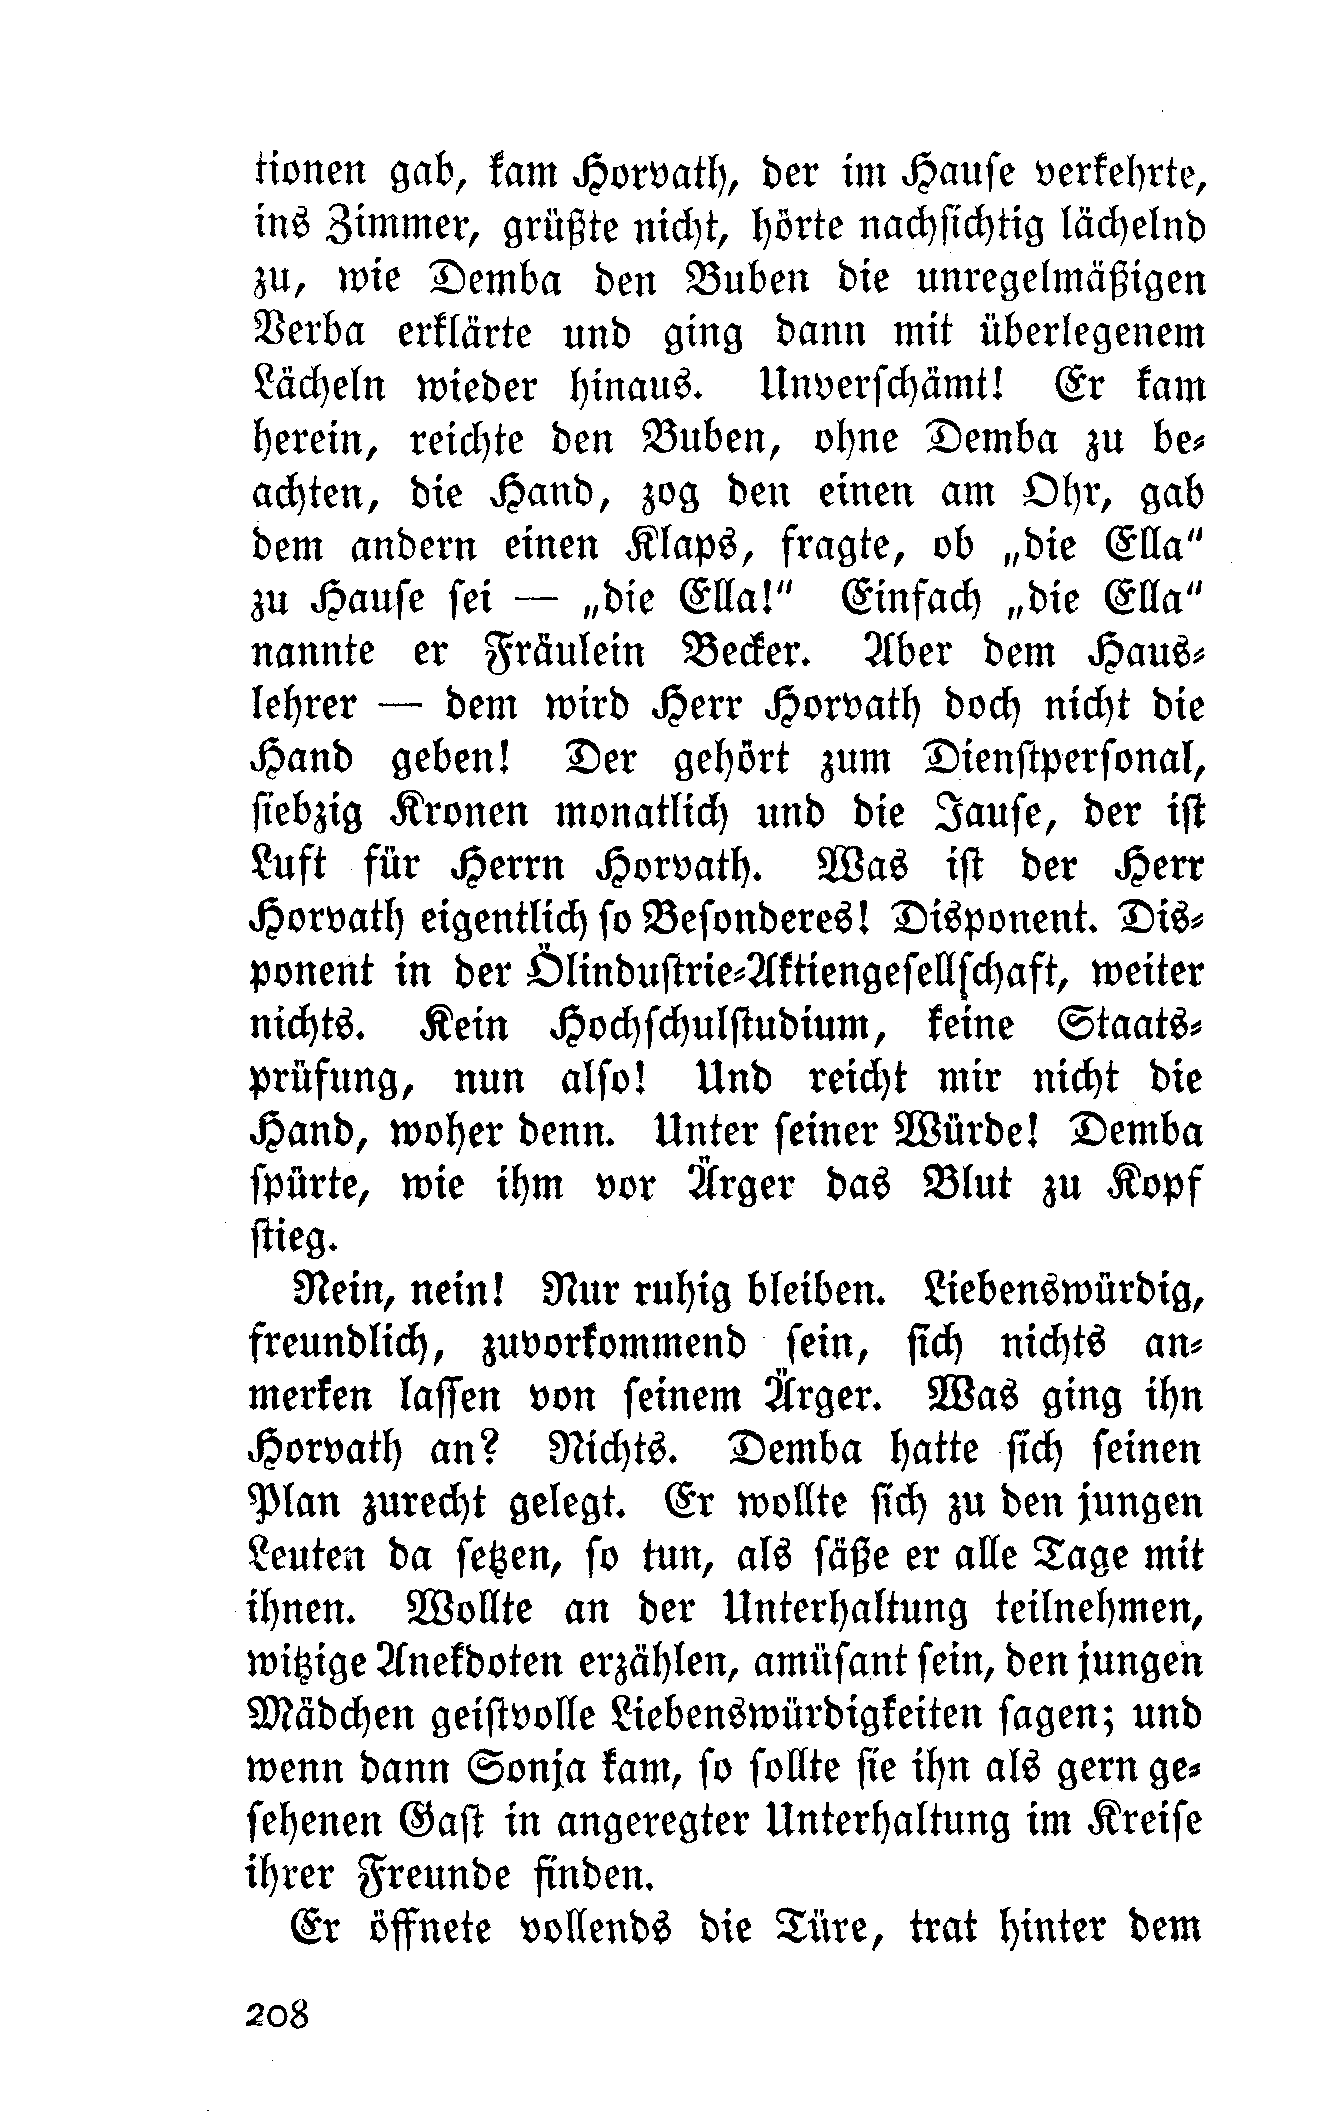 tionen gab, kam Horvath, der im Hause verkehrte,
ins Zimmer, grüßte nicht, hörte nachsichtig lächelnd
zu, wie Demba den Buben die unregelmäßigen
Verba erklärte und ging dann mit überlegenem
Lächeln wieder hinaus. Unverschämt! Er kam
herein, reichte den Buben, ohne Demba zu be-
achten, die Hand, zog den einen am Ohr, gab
dem andern einen Klaps, fragte, ob „die Ella“
zu Hause sei — „die Ella!“ Einfach „die Ella“
nannte er Fräulein Becker. Aber dem Haus-
lehrer — dem wird Herr Horvath doch nicht die
Hand geben! Der gehört zum Dienstpersonal,
siebzig Kronen monatlich und die Jause, der ist
Luft für Herrn Horvath. Was ist der Herr
Horvath eigentlich so Besonderes! Disponent. Dis-
ponent in der Ölindustrie-Aktiengesellschaft, weiter
nichts. Kein Hochschulstudium, keine Staats-
prüfung, nun also! Und reicht mir nicht die
Hand, woher denn. Unter seiner Würde! Demba
spürte, wie ihm vor Ärger das Blut zu Kopf
stieg.
Nein, nein! Nur ruhig bleiben. Liebenswürdig,
freundlich, zuvorkommend sein, sich nichts an-
merken lassen von seinem Ärger. Was ging ihn
Horvath an? Nichts. Demba hatte sich seinen
Plan zurecht gelegt. Er wollte sich zu den jungen
Leuten da setzen, so tun, als säße er alle Tage mit
ihnen. Wollte an der Unterhaltung teilnehmen,
witzige Anekdoten erzählen, amüsant sein, den jungen
Mädchen geistvolle Liebenswürdigkeiten sagen; und
wenn dann Sonja kam, so sollte sie ihn als gern ge-
sehenen Gast in angeregter Unterhaltung im Kreise
ihrer Freunde finden.
Er öffnete vollends die Türe, trat hinter dem
208